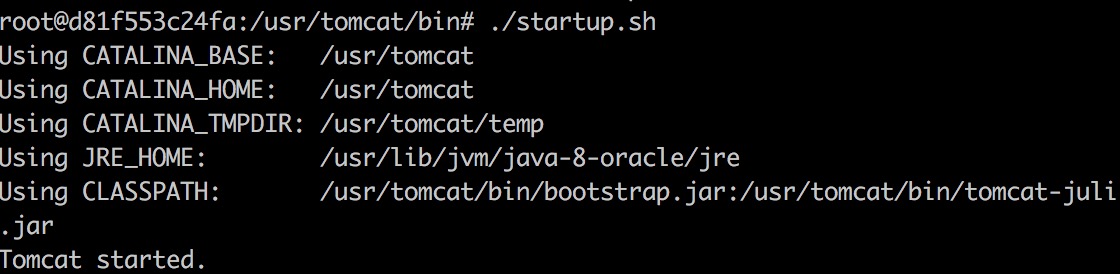 root@d81f553c24fa:/usr/tomcat/bin# ./startup.sh
Using CATALINA_BASE:   /usr/tomcat
Using CATALINA_HOME:   /usr/tomcat
Using CATALINA_TMPDIR: /usr/tomcat/temp
Using JRE_HOME:        /usr/lib/jvm/java-8-oracle/jre
Using CLASSPATH:       /usr/tomcat/bin/bootstrap.jar:/usr/tomcat/bin/tomcat-juli
.jar
Tomcat started.